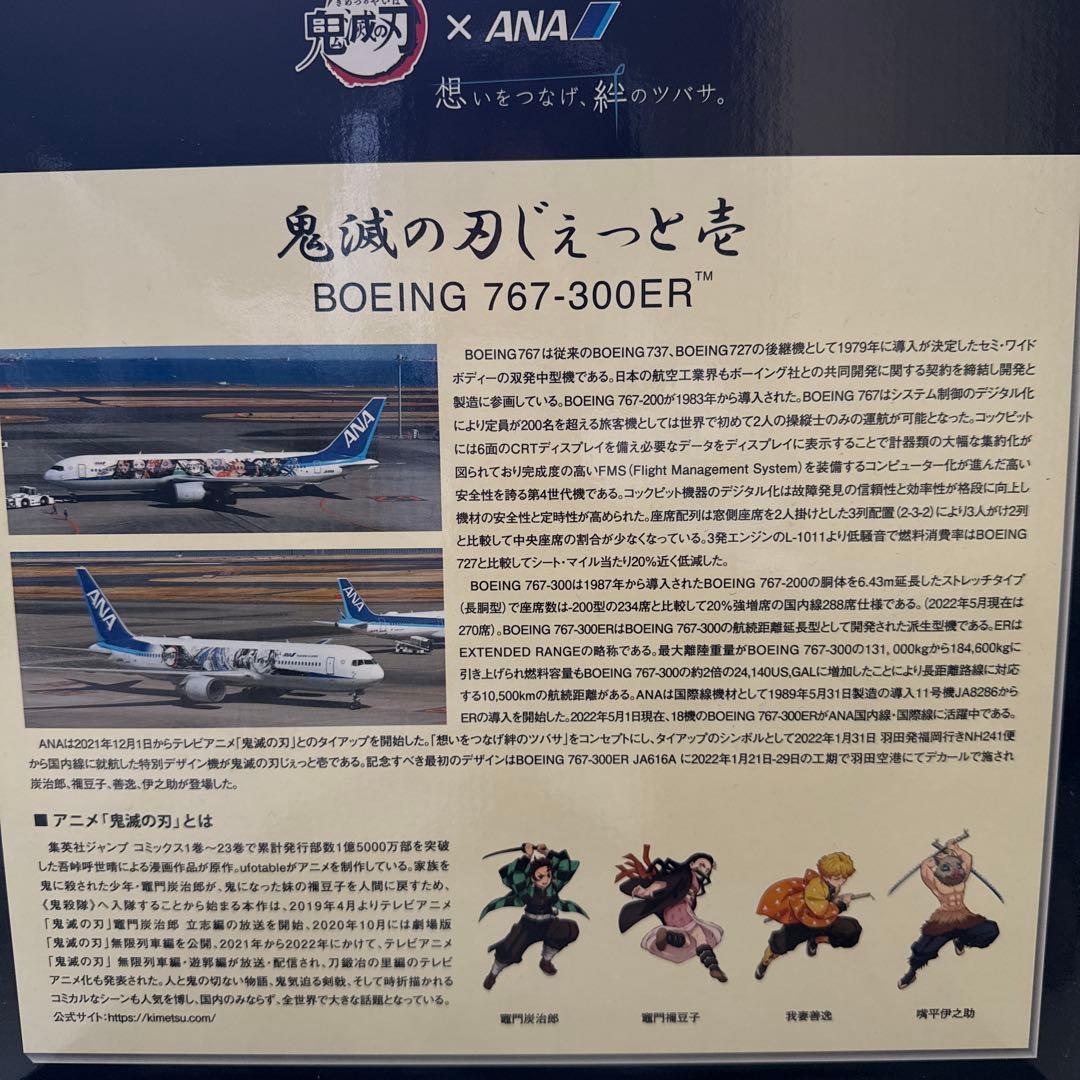 きめつのやいば
鬼滅の刃 × ANA
想いをつなげ、絆のツバサ。
鬼滅の刃じぇっと壱
BOEING 767-300ER™
BOEING767は従来のBOEING737、BOEING727の後継機として1979年に導入が決定したセミ・ワイド
ボディーの双発中型機である。日本の航空工業界もボーイング社との共同開発に関する契約を締結し開発と
製造に参画している。BOEING 767-200が1983年から導入された。BOEING 767はシステム制御のデジタル化
により定員が200名を超える旅客機としては世界で初めて2人の操縦士のみの運航が可能となった。コックピット
には6面のCRTディスプレイを備え必要なデータをディスプレイに表示することで計器類の大幅な集約化が
図られており完成度の高いFMS(Flight Management System)を装備するコンピューター化が進んだ高い
安全性を誇る第4世代機である。コックピット機器のデジタル化は故障発見の信頼性と効率性が格段に向上し
機材の安全性と定時性が高められた。座席配列は窓側座席を2人掛けとした3列配置(2-3-2)により3人がけ2列
と比較して中央座席の割合が少なくなっている。3発エンジンのL-1011より低騒音で燃料消費率はBOEING
727と比較してシート・マイル当たり20%近く低減した。
BOEING 767-300は1987年から導入されたBOEING 767-200の胴体を6.43m延長したストレッチタイプ
(長胴型)で座席数は-200型の234席と比較して20%強増席の国内線288席仕様である。(2022年5月現在は
270席)。BOEING 767-300ERはBOEING 767-300の航続距離延長型として開発された派生型機である。ERは
EXTENDED RANGEの略称である。最大離陸重量がBOEING 767-300の131, 000kgから184,600kgに
引き上げられ燃料容量もBOEING 767-300の約2倍の24,140US,GALに増加したことにより長距離路線に対応
する10,500kmの航続距離がある。ANAは国際線機材として1989年5月31日製造の導入11号機JA8286から
ERの導入を開始した。2022年5月1日現在、18機のBOEING 767-300ERがANA国内線・国際線に活躍中である。
ANAは2021年12月1日からテレビアニメ「鬼滅の刃」とのタイアップを開始した。「想いをつなげ絆のツバサ」をコンセプトにし、タイアップのシンボルとして2022年1月31日 羽田発福岡行きNH241便
から国内線に就航した特別デザイン機が鬼滅の刃じぇっと壱である。記念すべき最初のデザインはBOEING 767-300ER JA616A に2022年1月21日-29日の工期で羽田空港にてデカールで施され
炭治郎、禰豆子、善逸、伊之助が登場した。
■ アニメ「鬼滅の刃」とは
集英社ジャンプ コミックス1巻〜23巻で累計発行部数1億5000万部を突破
した吾峠呼世晴による漫画作品が原作。ufotableがアニメを制作している。家族を
鬼に殺された少年・竈門炭治郎が、鬼になった妹の禰豆子を人間に戻すため、
《鬼殺隊》へ入隊することから始まる本作は、2019年4月よりテレビアニメ
「鬼滅の刃」竈門炭治郎 立志編の放送を開始、2020年10月には劇場版
「鬼滅の刃」無限列車編を公開、2021年から2022年にかけて、テレビアニメ
「鬼滅の刃」 無限列車編・遊郭編が放送・配信され、刀鍛冶の里編のテレビ
アニメ化も発表された。人と鬼の切ない物語、鬼気迫る剣戟、そして時折描かれる
コミカルなシーンも人気を博し、国内のみならず、全世界で大きな話題となっている。
公式サイト:https://kimetsu.com/
竈門炭治郎
竈門禰豆子
我妻善逸
嘴平伊之助
ANA
ANA
ANA